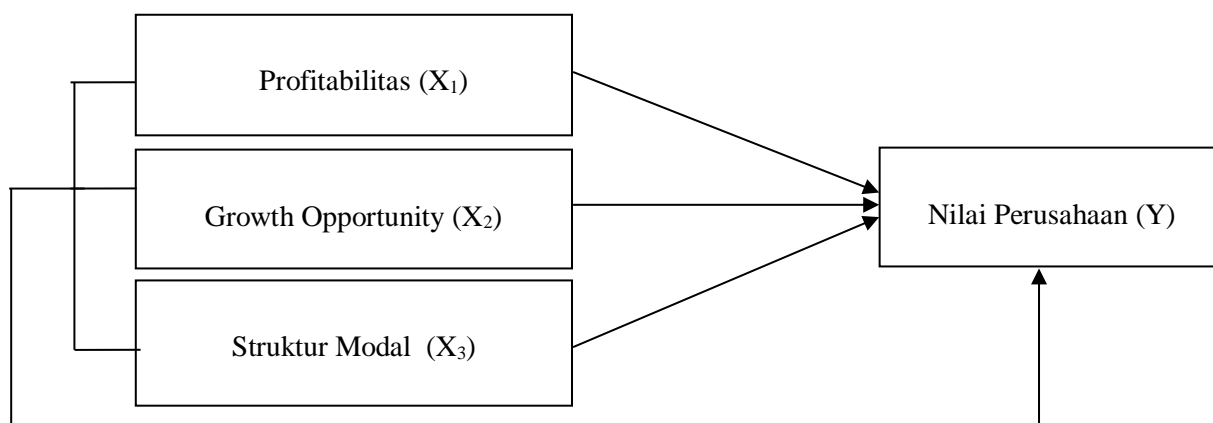 Profitabilitas (X₁)
Growth Opportunity (X₂)
Nilai Perusahaan (Y)
Struktur Modal (X₃)